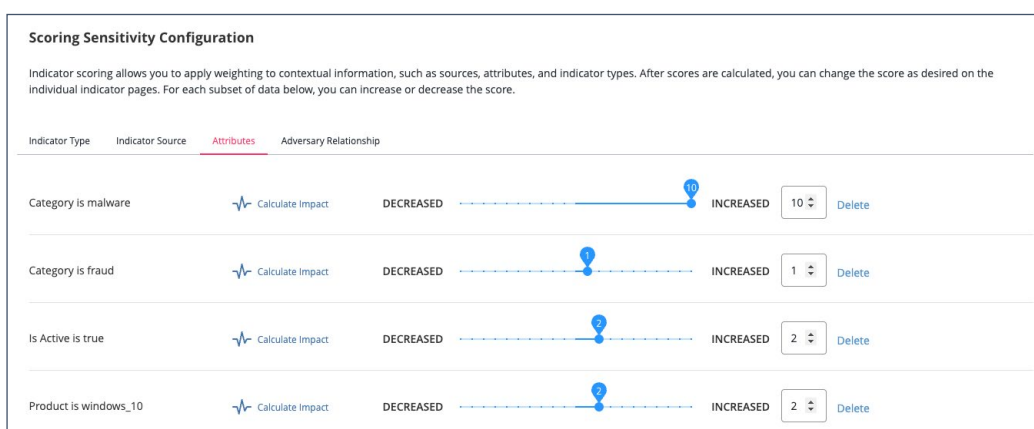 Scoring Sensitivity Configuration
Indicator scoring allows you to apply weighting to contextual information, such as sources, attributes, and indicator types. After scores are calculated, you can change the score as desired on the
individual indicator pages. For each subset of data below, you can increase or decrease the score.
Indicator Type Indicator Source Attributes Adversary Relationship
Category is malware Calculate Impact DECREASED 10 INCREASED 10 Delete
Category is fraud Calculate Impact DECREASED 1 INCREASED 1 Delete
Is Active is true Calculate Impact DECREASED 2 INCREASED 2 Delete
Product is windows_10 Calculate Impact DECREASED 2 INCREASED 2 Delete